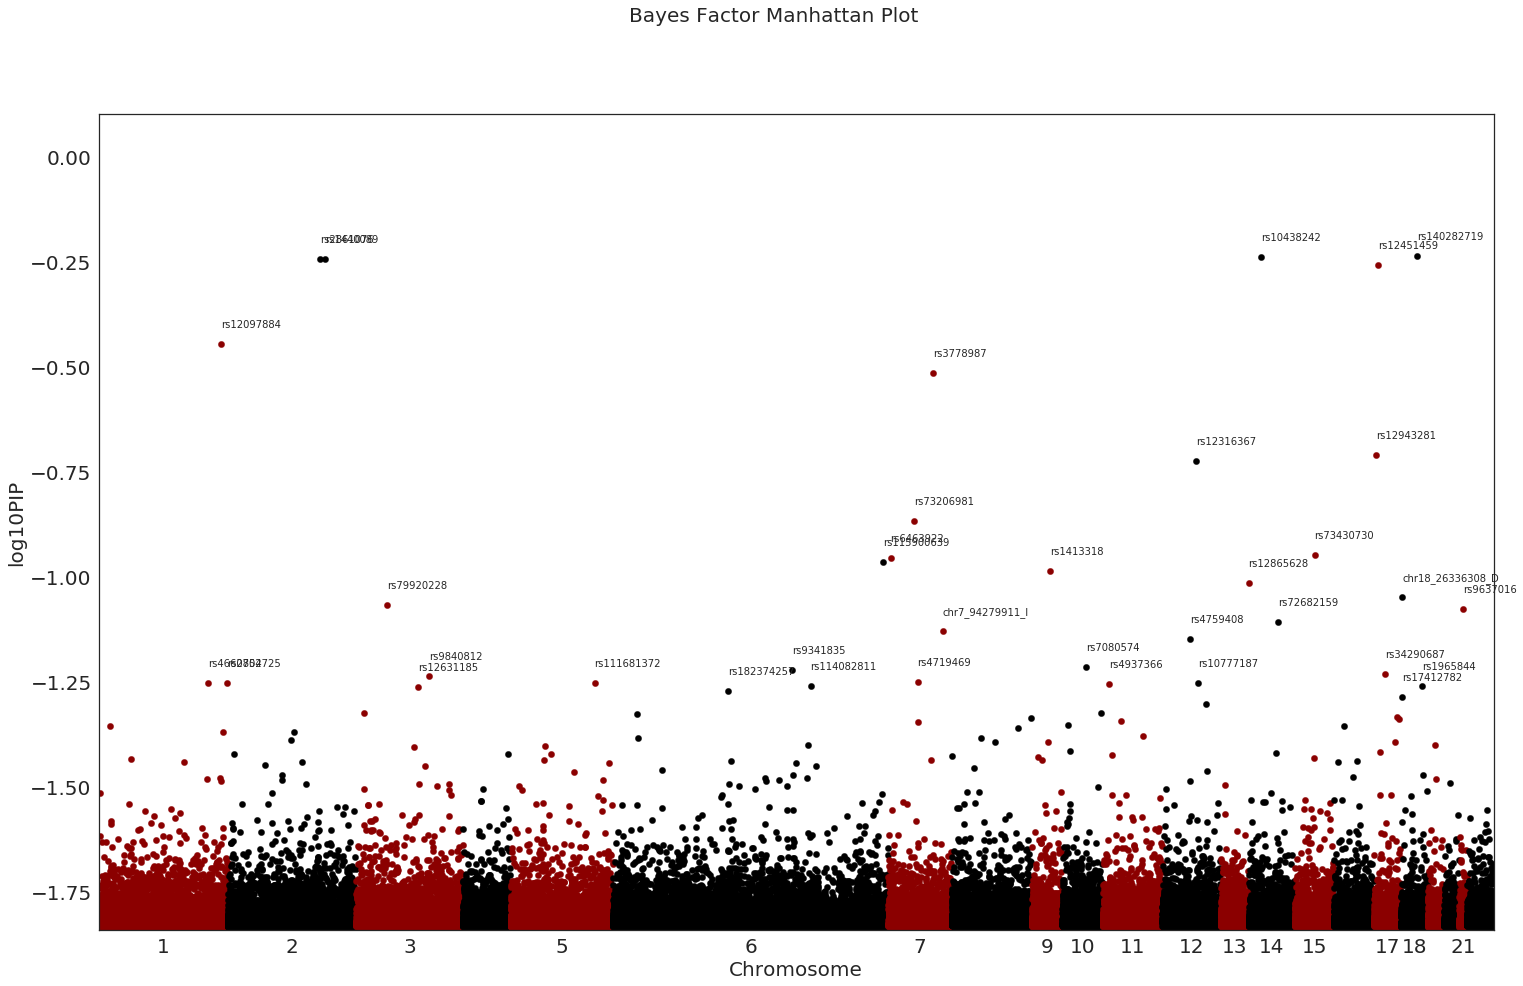 Bayes Factor Manhattan Plot
0.00
−0.25
−0.50
−0.75
−1.00
−1.25
−1.50
−1.75
log10PIP
rs10438242
rs140282719
rs12451459
rs12097884
rs3778987
rs12943281
rs12316367
rs73206981
rs73430730
rs6463922
rs115900639
rs1413318
rs12865628
chr18_26336308_D
rs79920228
rs9637016
rs72682159
chr7_94279911_I
rs4759408
rs9341835
rs9840812
rs34290687
rs111681372
rs4719469
rs7080574
rs4937366
rs10777187
rs12631185
rs114082811
rs1965844
rs182374257
rs17412782
1 2 3 5 6 7 9 10 11 12 13 14 15 17 18 21
Chromosome